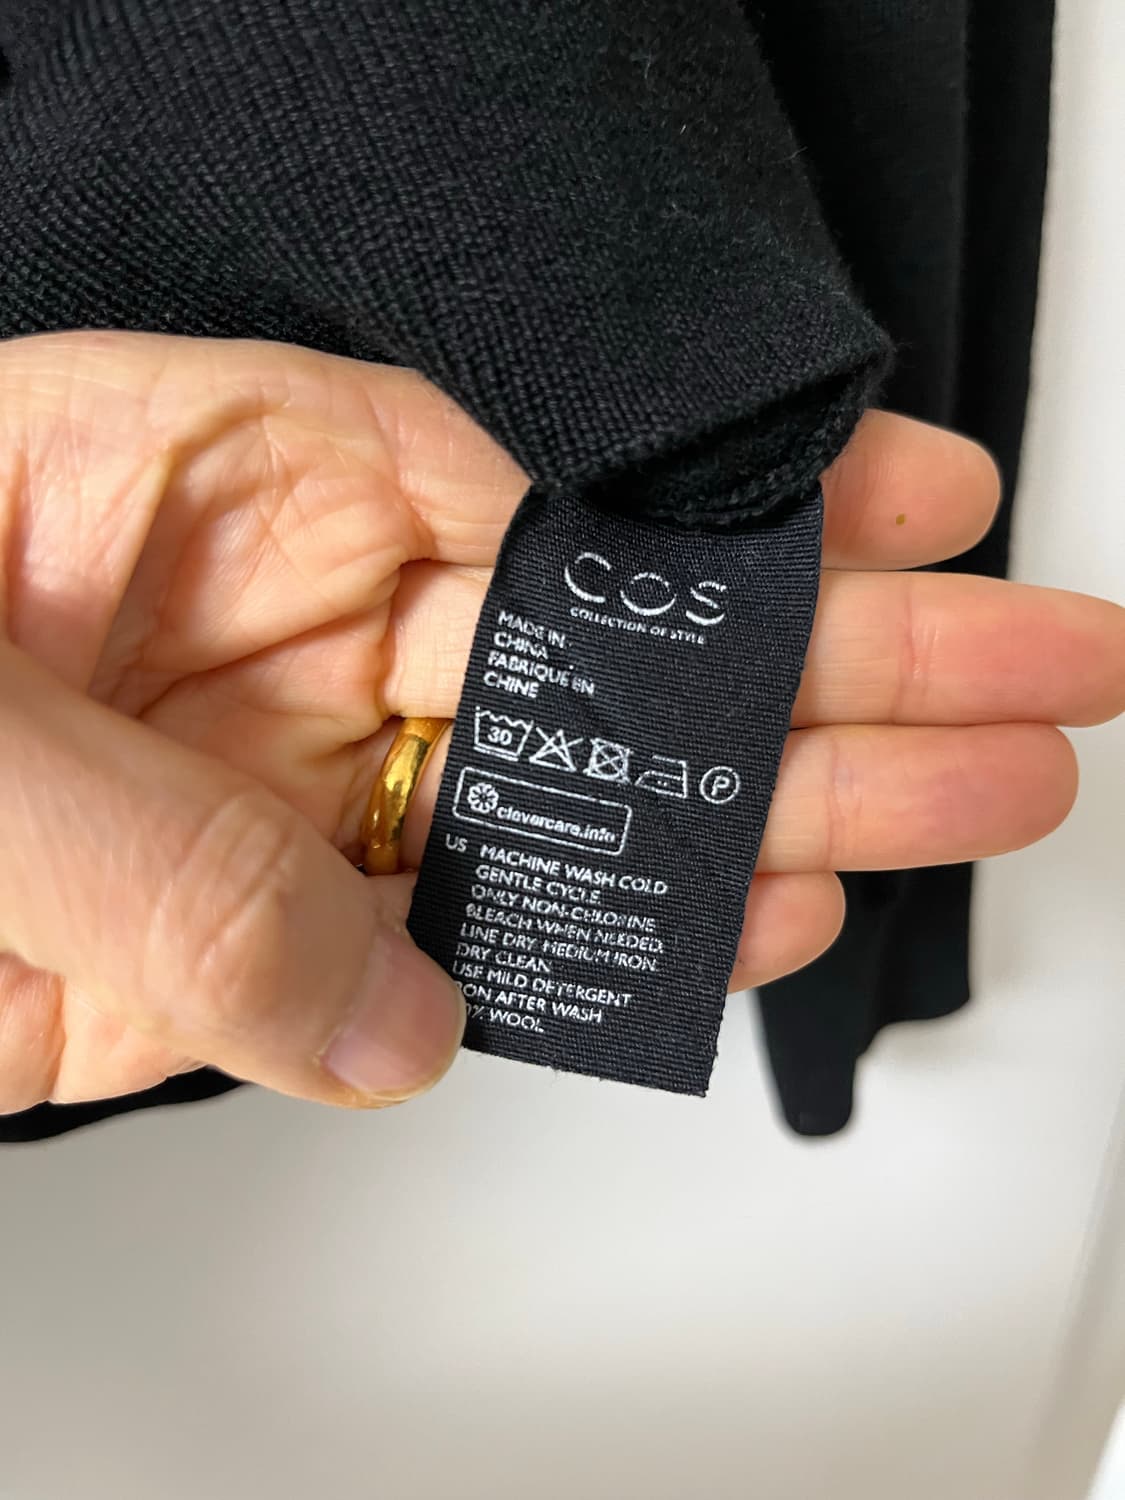 COS
COLLECTION OF STYLE
MADE IN
CHINA
FABRIQUE EN
CHINE
30
P
clevercare.info
US MACHINE WASH COLD
GENTLE CYCLE
ONLY NON-CHLORINE
BLEACH WHEN NEEDED
LINE DRY MEDIUM IRON
DRY CLEAN
USE MILD DETERGENT
IRON AFTER WASH
% WOOL